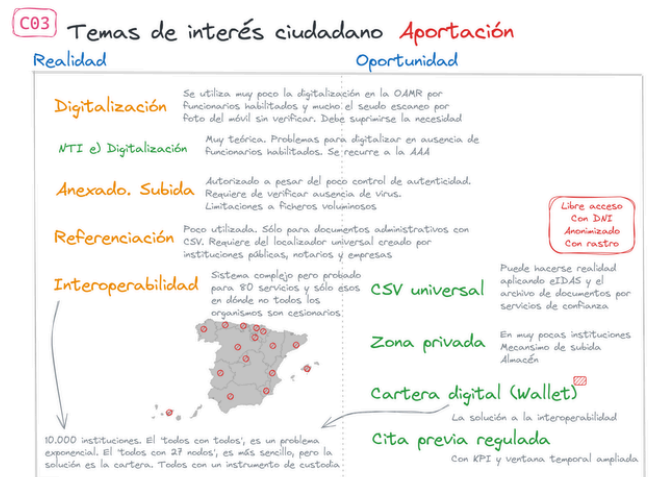 C03
Temas de interés ciudadano Aportación
Realidad
Oportunidad
Digitalización
Se utiliza muy poco la digitalización en la OAMR por
funcionarios habilitados y mucho el seudo escaneo por
foto del móvil sin verificar. Debe suprimirse la necesidad
NTI e) Digitalización
Muy teórica. Problemas para digitalizar en ausencia de
funcionarios habilitados. Se recurre a la AAA
Anexado. Subida
Autorizado a pesar del poco control de autenticidad.
Requiere de verificar ausencia de virus.
Limitaciones a ficheros voluminosos
Referenciación
Poco utilizada. Sólo para documentos administrativos con
CSV. Requiere del localizador universal creado por
instituciones públicas, notarios y empresas
Interoperabilidad
Sistema complejo pero probado
para 80 servicios y sólo esos
en dónde no todos los
organismos son cesionarios
10.000 instituciones. El 'todos con todos', es un problema
exponencial. El 'todos con 27 nodos', es más sencillo, pero la
solución es la cartera. Todos con un instrumento de custodia
Libre acceso
Con DNI
Anonimizado
Con rastro
CSV universal
Puede hacerse realidad
aplicando eIDAS y el
archivo de documentos por
servicios de confianza
Zona privada
En muy pocas instituciones
Mecansimo de subida
Almacén
Cartera digital (Wallet)
La solución a la interoperabilidad
Cita previa regulada
Con KPI y ventana temporal ampliada